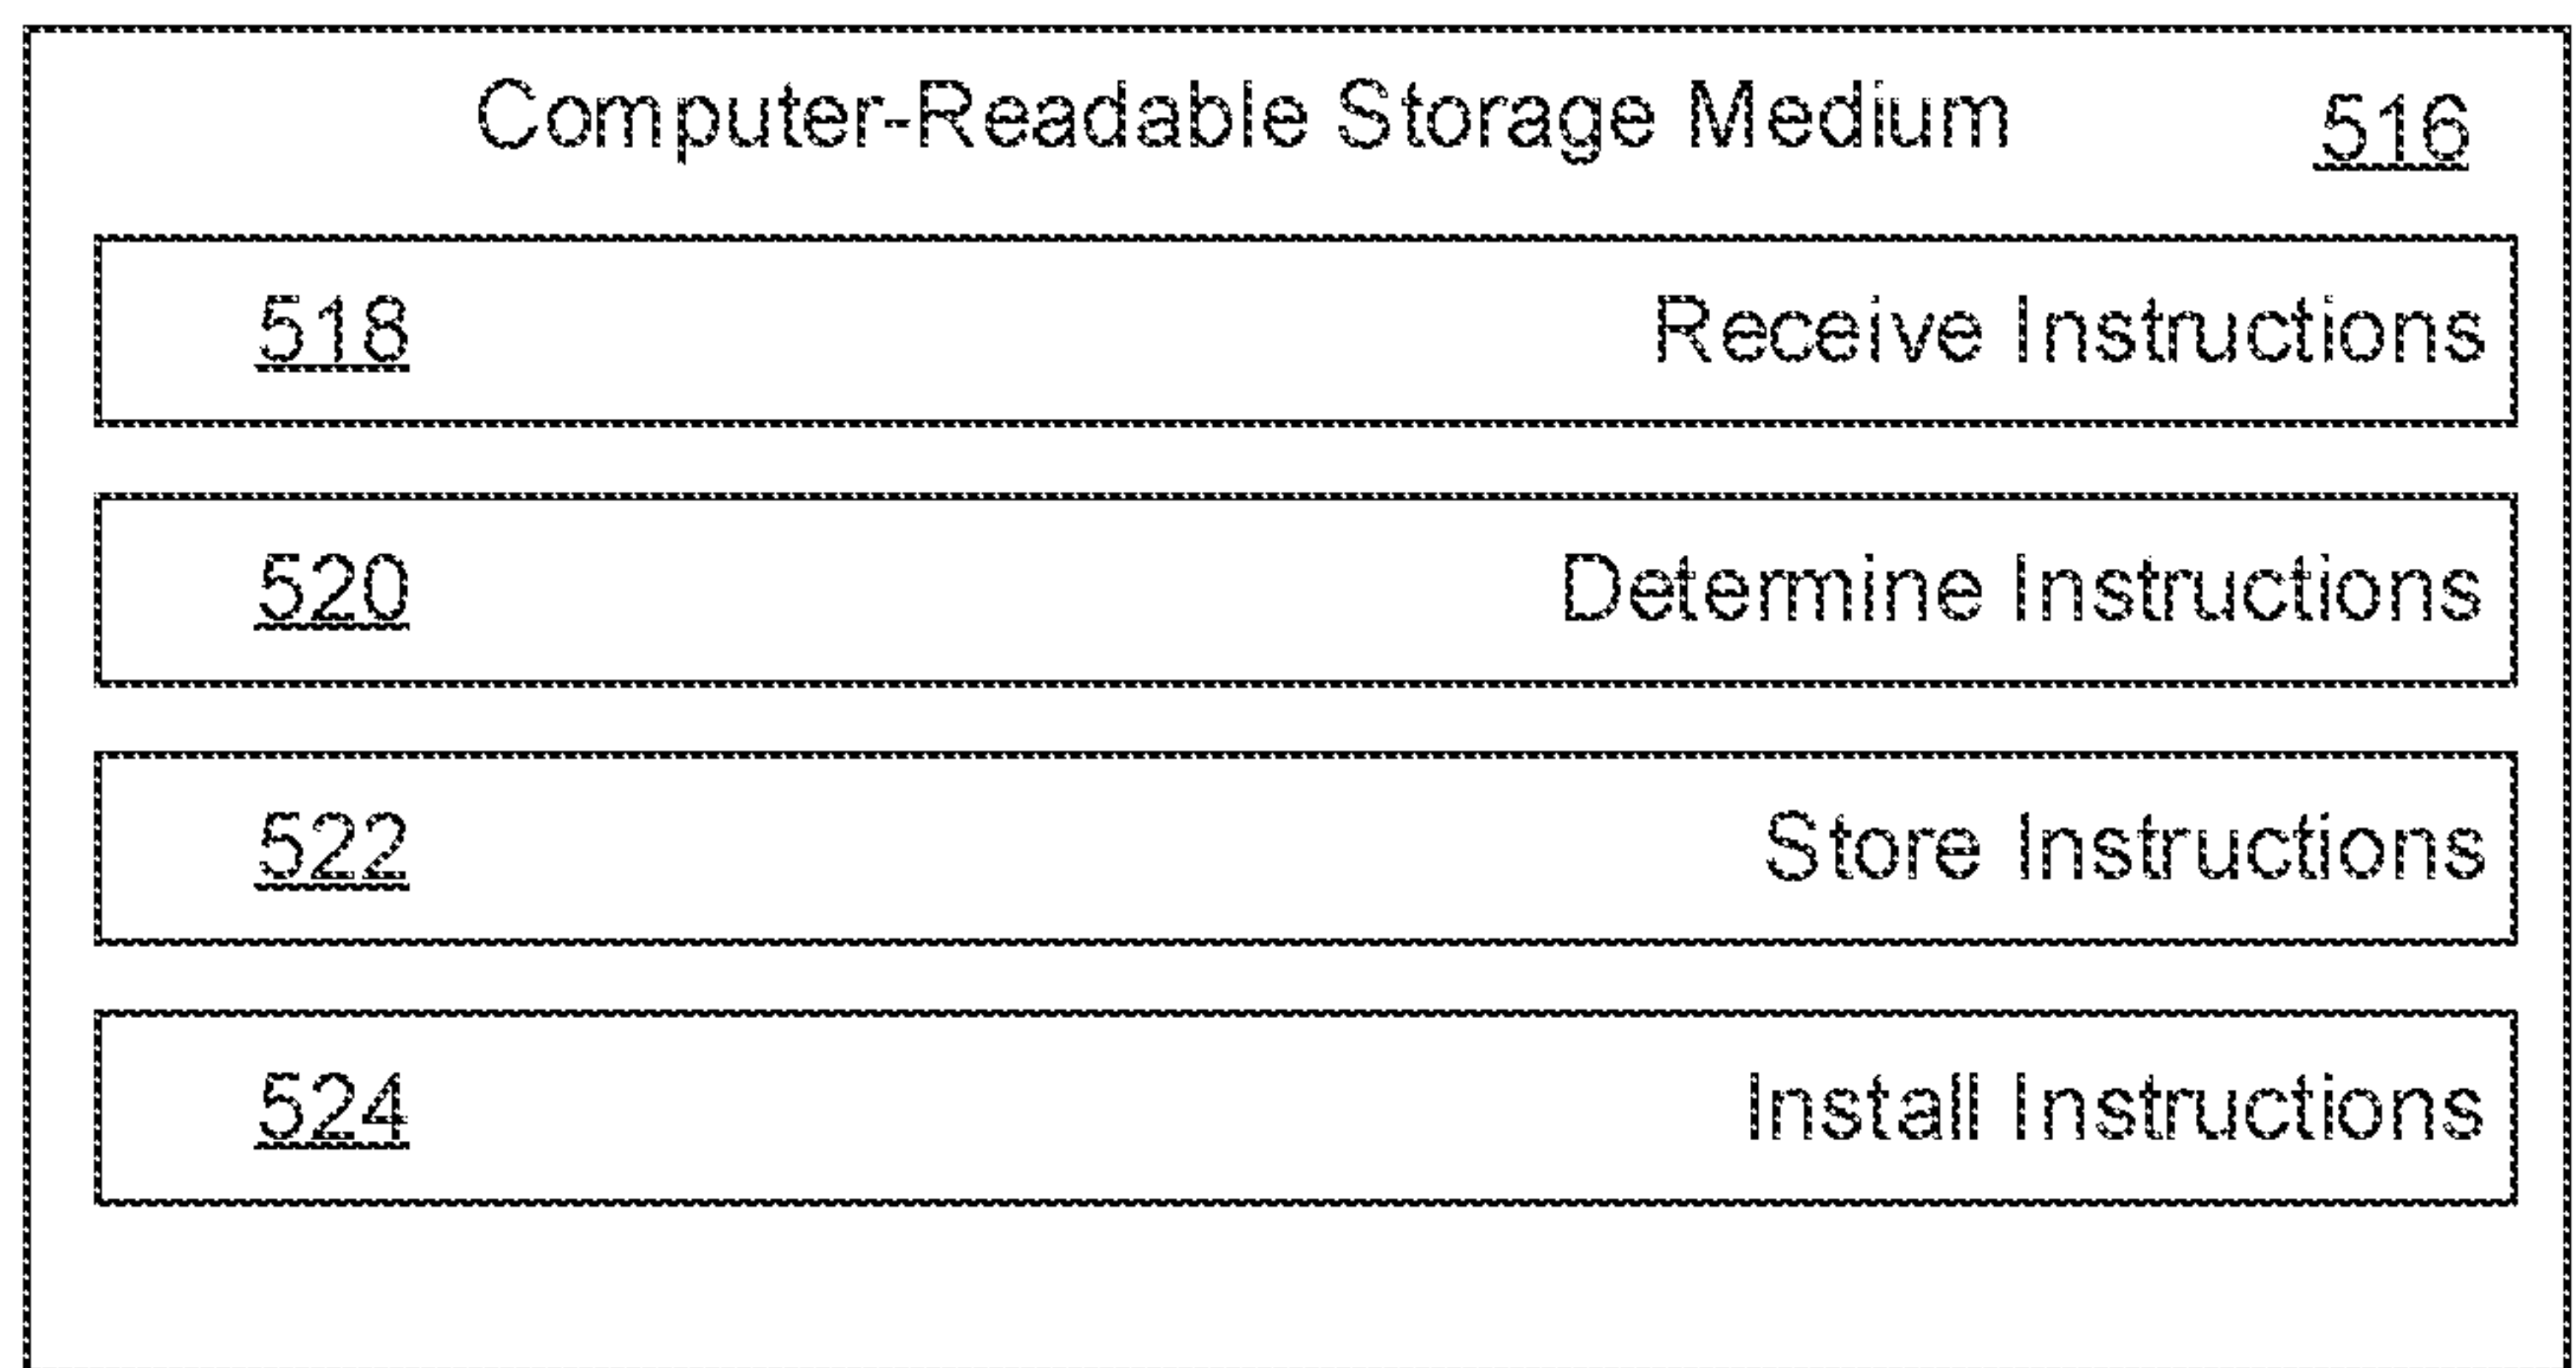 Computer-Readable Storage Medium 516
518 Receive Instructions
520 Determine Instructions
522 Store Instructions
524 Install Instructions